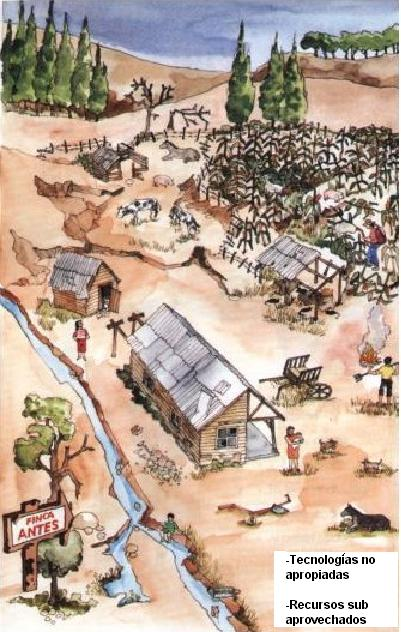 FINCA
ANTES
-Tecnologías no
apropiadas
-Recursos sub
aprovechados